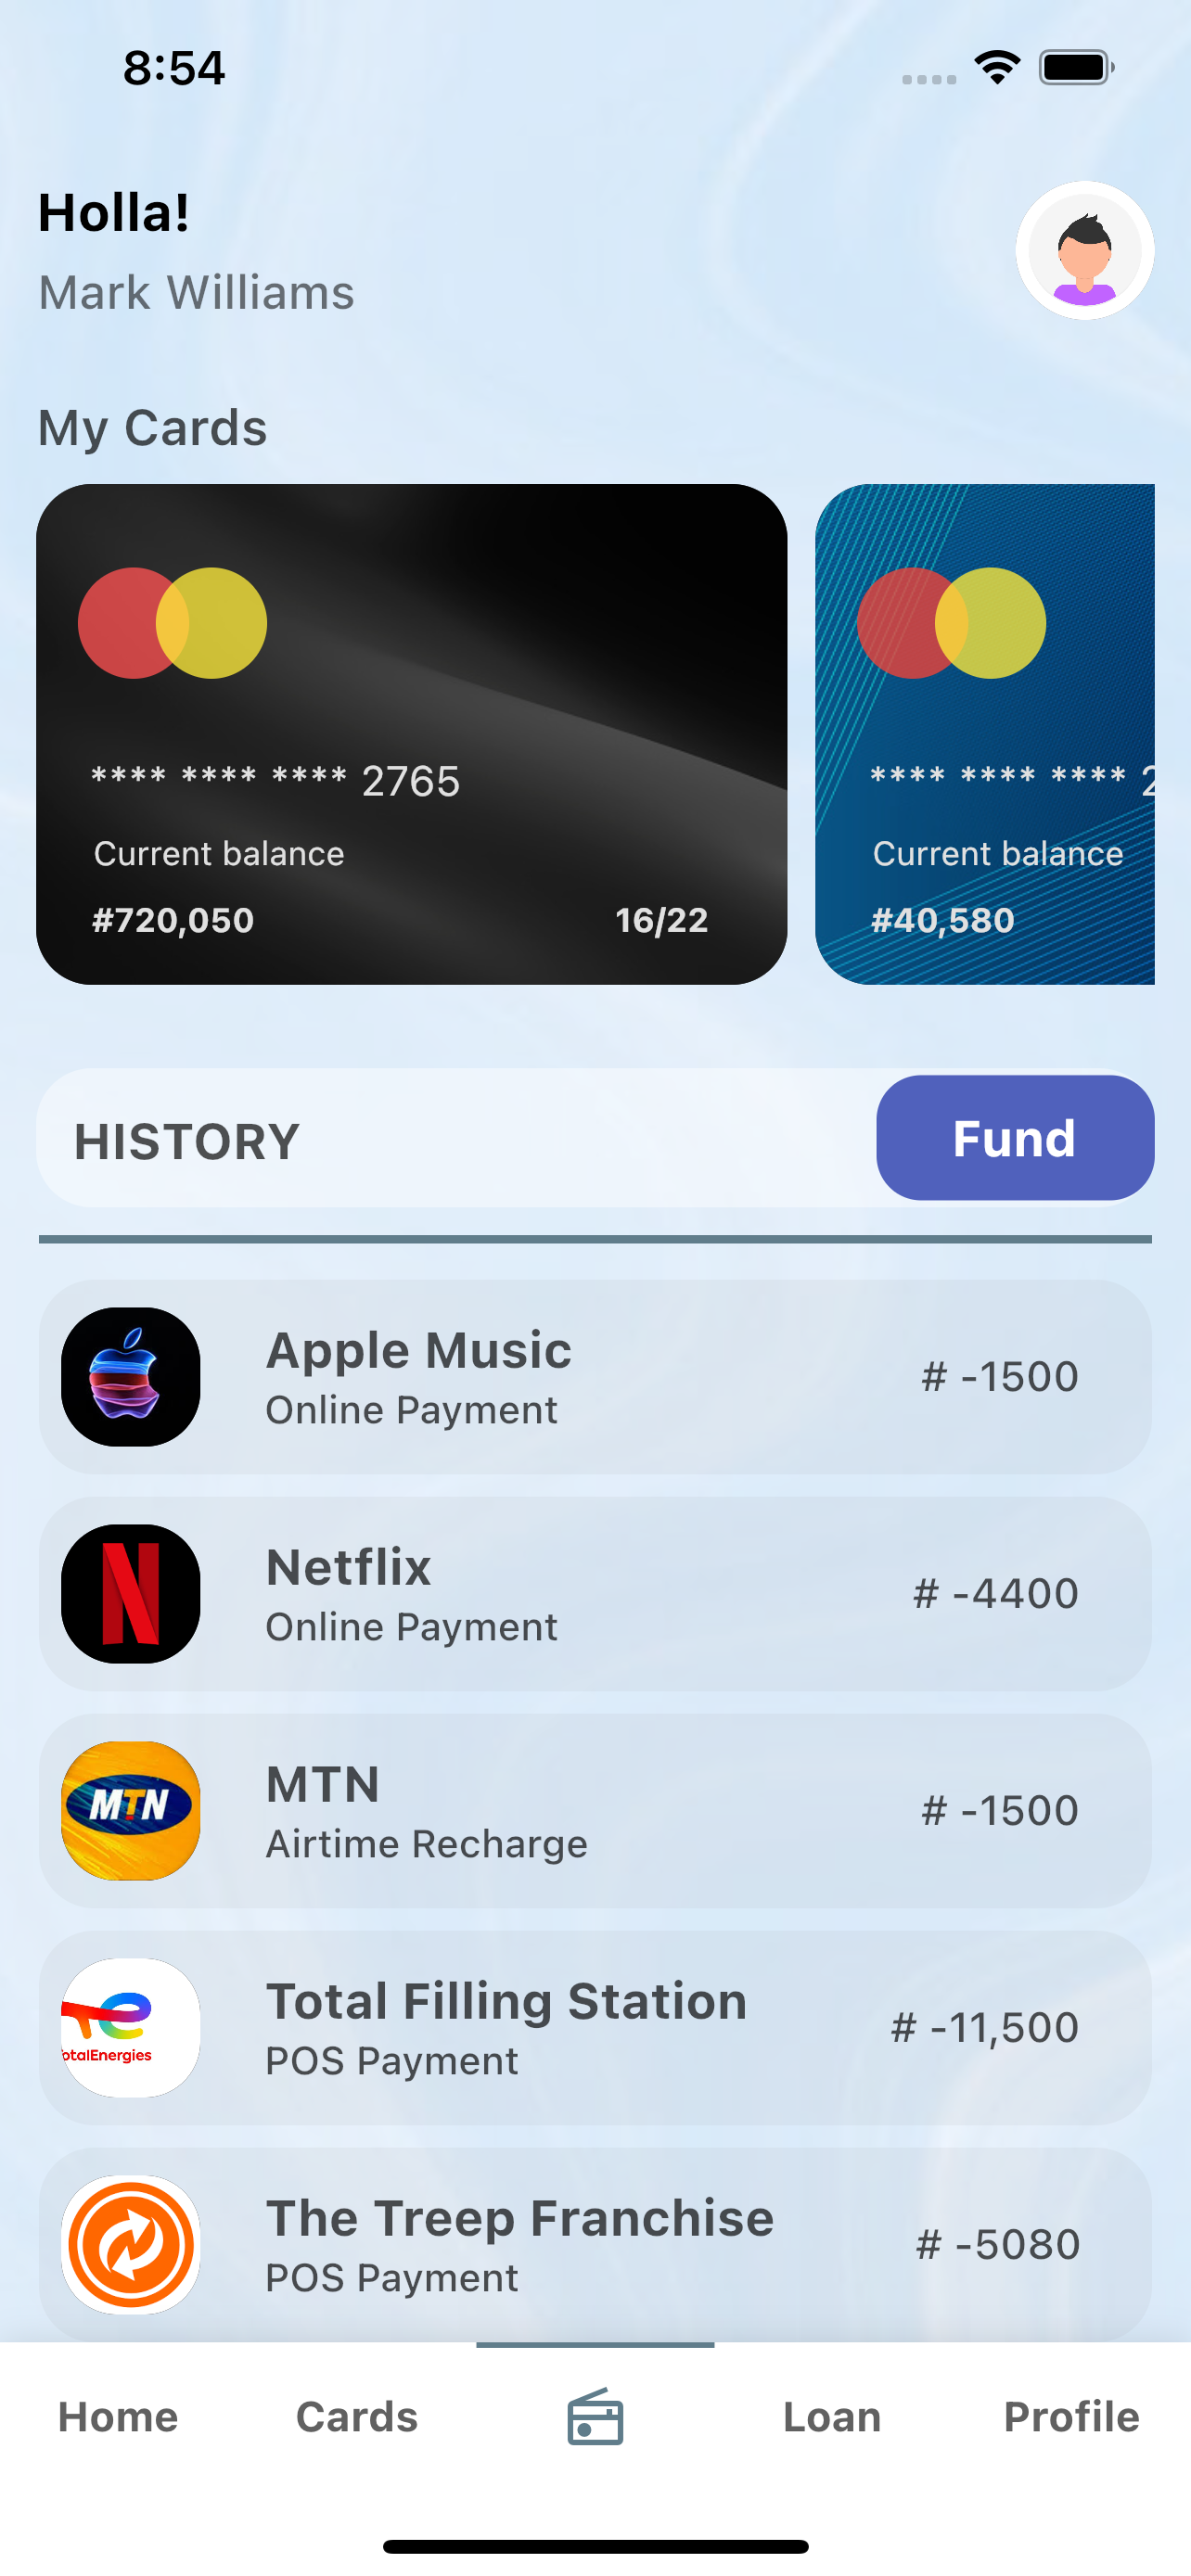 8:54
Holla!
Mark Williams
My Cards
**** **** **** 2765
Current balance
#720,050 16/22
**** **** **** 2
Current balance
#40,580
HISTORY
Fund
Apple Music
Online Payment
# -1500
Netflix
Online Payment
# -4400
MTN
MTN
Airtime Recharge
# -1500
otalEnergies
Total Filling Station
POS Payment
# -11,500
The Treep Franchise
POS Payment
# -5080
Home Cards Loan Profile